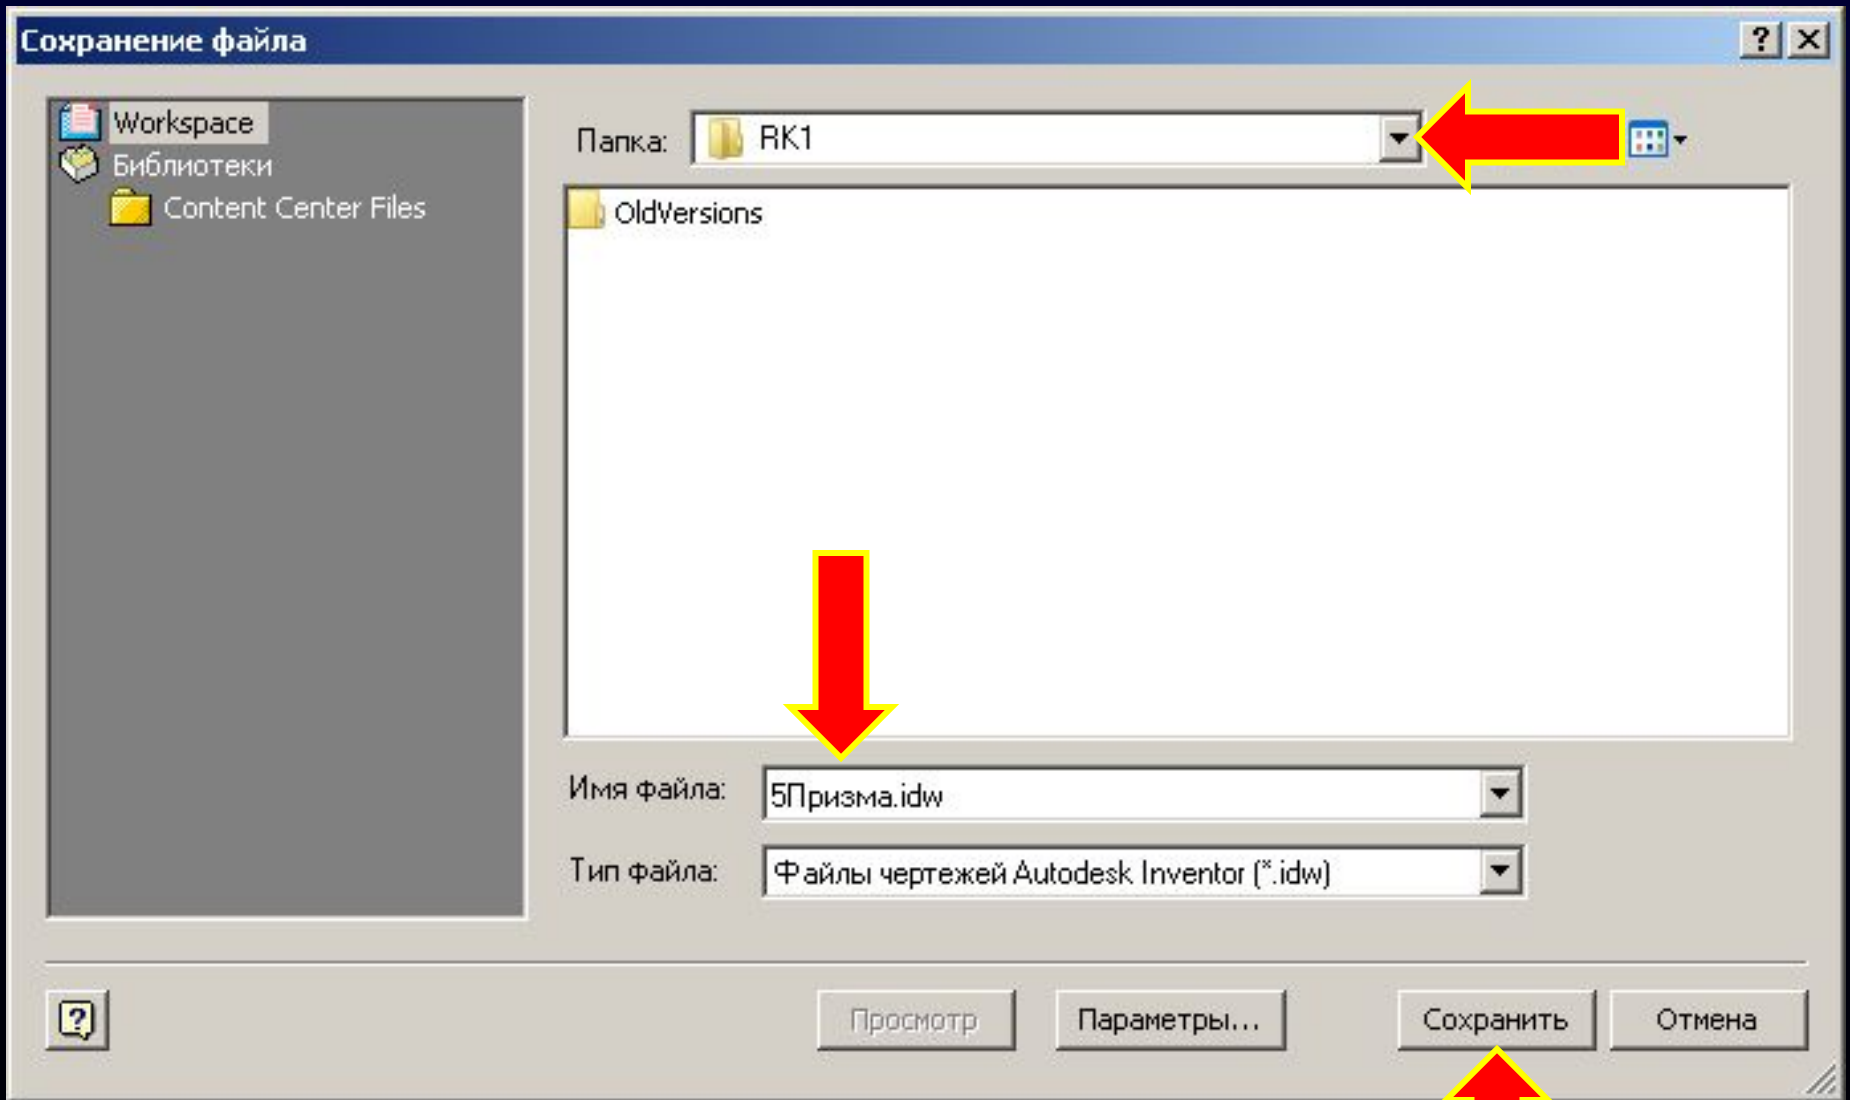 Сохранение файла
Workspace
Библиотеки
Content Center Files
Папка: RK1
OldVersions
Имя файла: 5Призма.idw
Тип файла: Файлы чертежей Autodesk Inventor (*.idw)
Просмотр Параметры... Сохранить Отмена